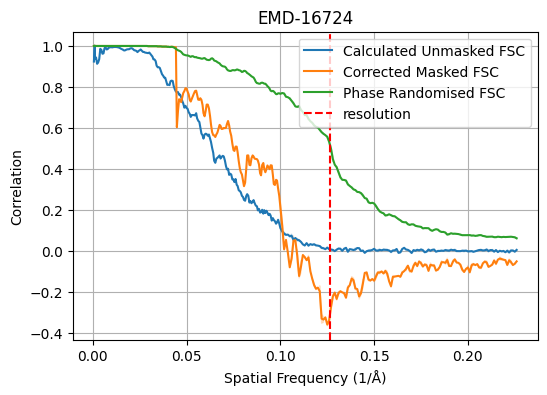 EMD-16724
Calculated Unmasked FSC
Corrected Masked FSC
Phase Randomised FSC
resolution
Correlation
1.0
0.8
0.6
0.4
0.2
0.0
−0.2
−0.4
0.00 0.05 0.10 0.15 0.20
Spatial Frequency (1/Å)